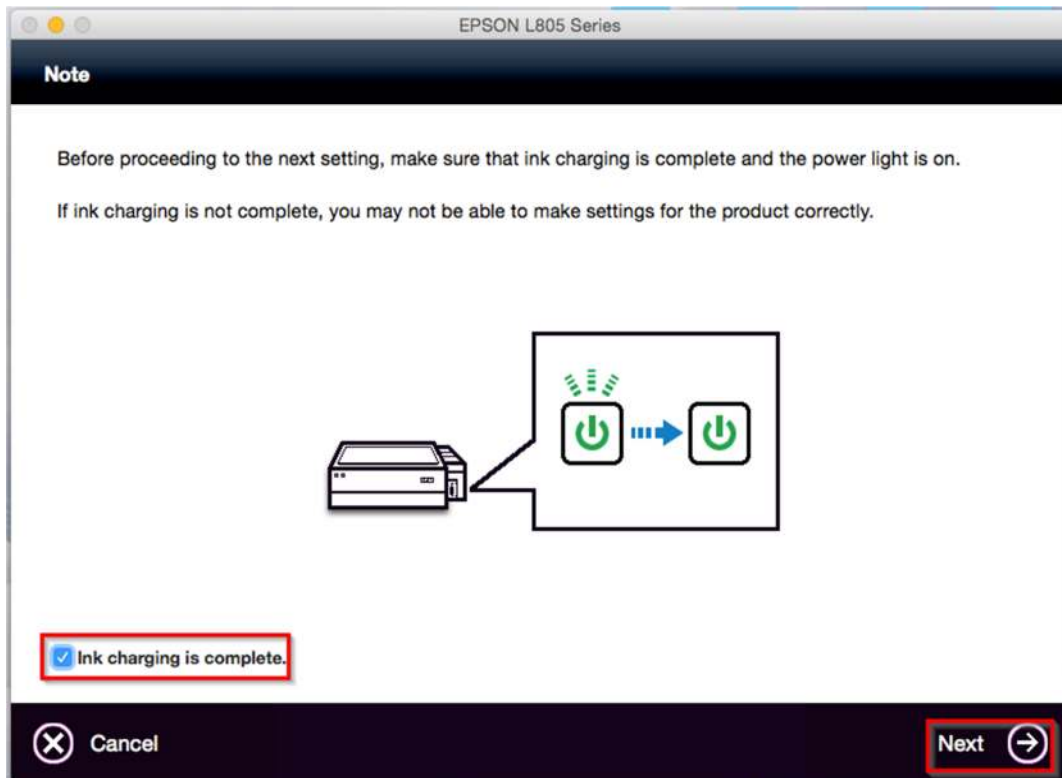 EPSON L805 Series
Note
Before proceeding to the next setting, make sure that ink charging is complete and the power light is on.
If ink charging is not complete, you may not be able to make settings for the product correctly.
Ink charging is complete.
Cancel
Next